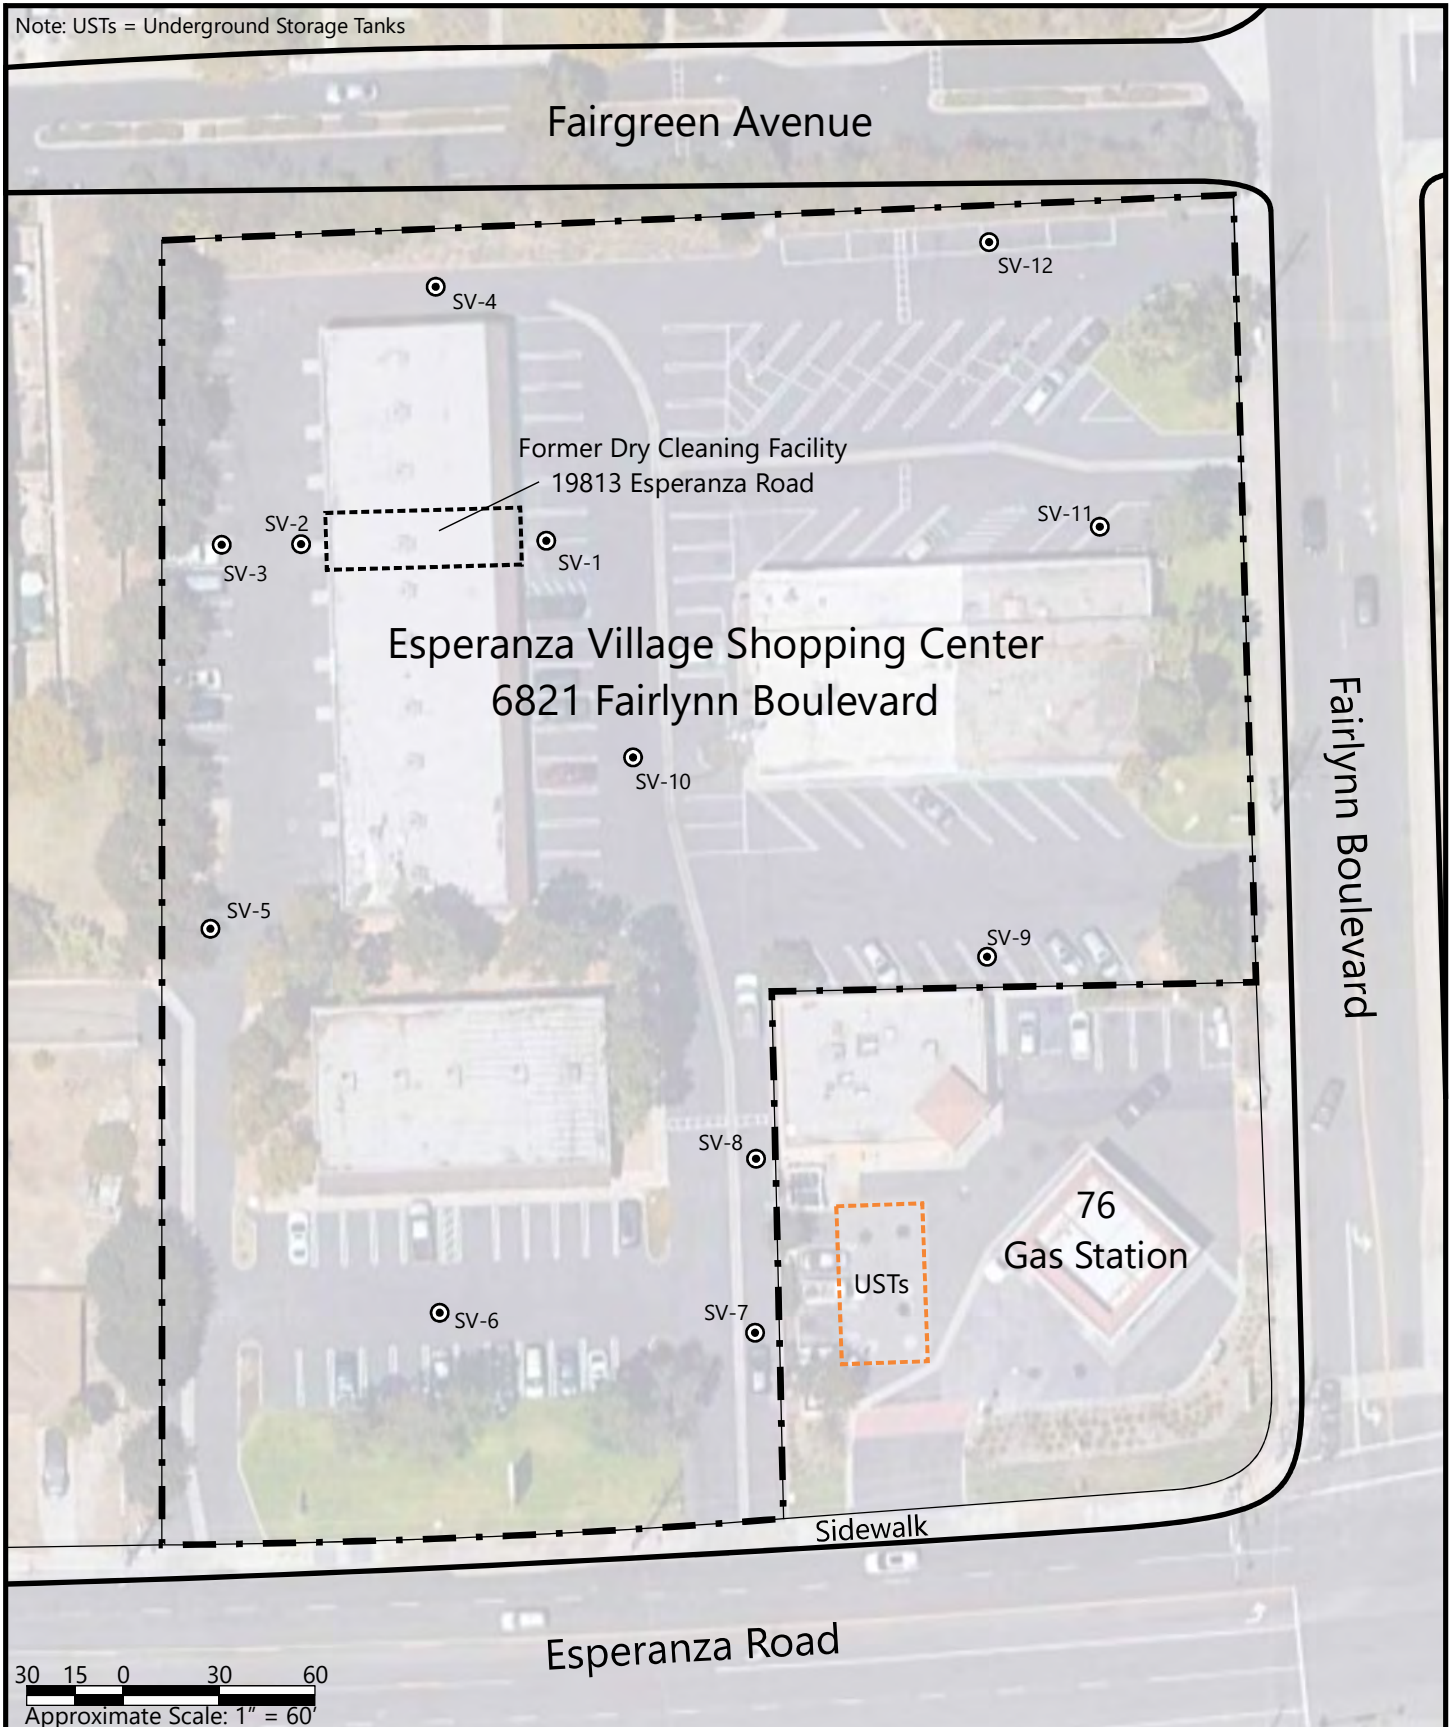 Note: USTs = Underground Storage Tanks
Fairgreen Avenue
SV-12
SV-4
Former Dry Cleaning Facility
19813 Esperanza Road
SV-11
SV-2
SV-3
SV-1
Esperanza Village Shopping Center
6821 Fairlynn Boulevard
Fairlynn Boulevard
SV-10
SV-5
SV-9
SV-8
76
Gas Station
USTs
SV-7
SV-6
Sidewalk
Esperanza Road
30 15 0 30 60
Approximate Scale: 1" = 60'